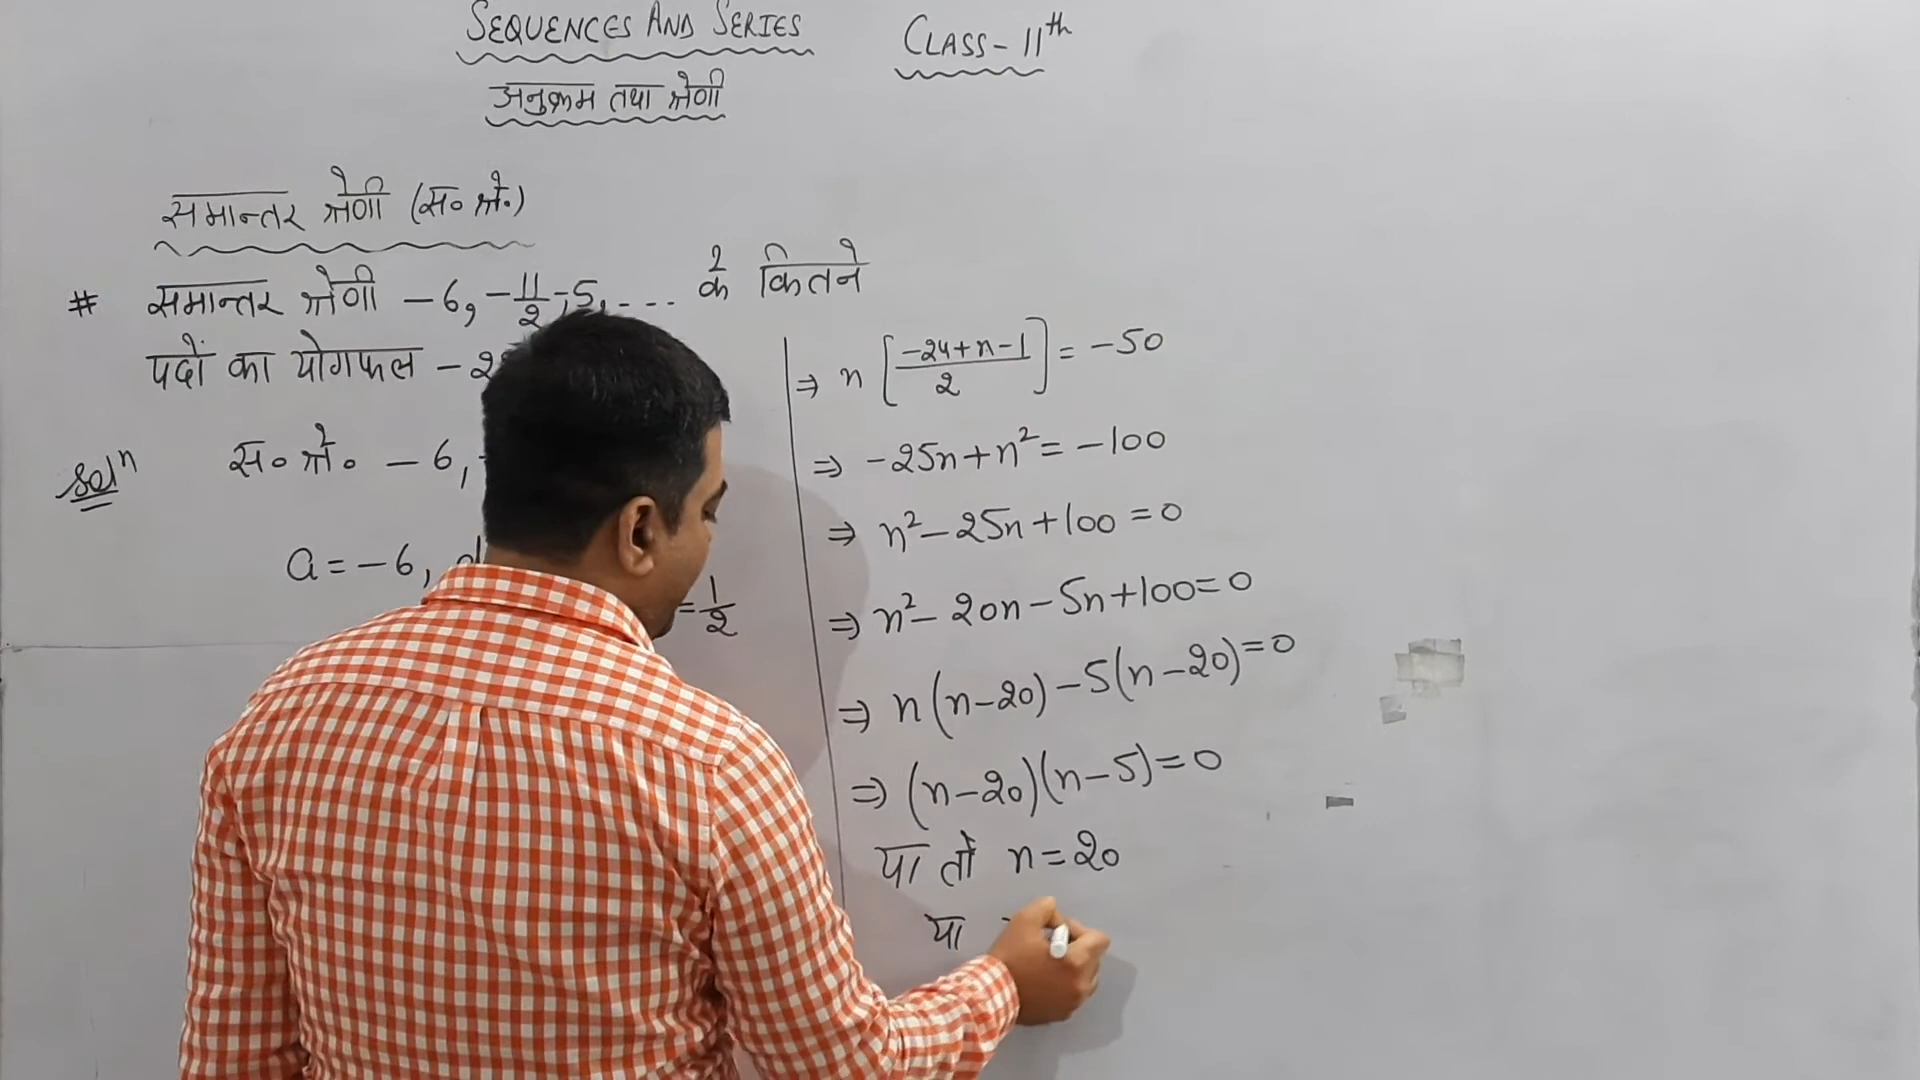 SEQUENCES AND SERIES
CLASS - 11th
अनुक्रम तथा श्रेणी
समान्तर श्रेणी (स० श्रे०)
# समान्तर श्रेणी -6, -11/2, -5, ... के कितने
पदों का योगफल -2
Solⁿ स० श्रे० -6,
a = -6, d
= 1/2
⇒ n [(-24+n-1)/2] = -50
⇒ -25n + n² = -100
⇒ n² - 25n + 100 = 0
⇒ n² - 20n - 5n + 100 = 0
⇒ n(n-20) - 5(n-20) = 0
⇒ (n-20)(n-5) = 0
या तो n = 20
या